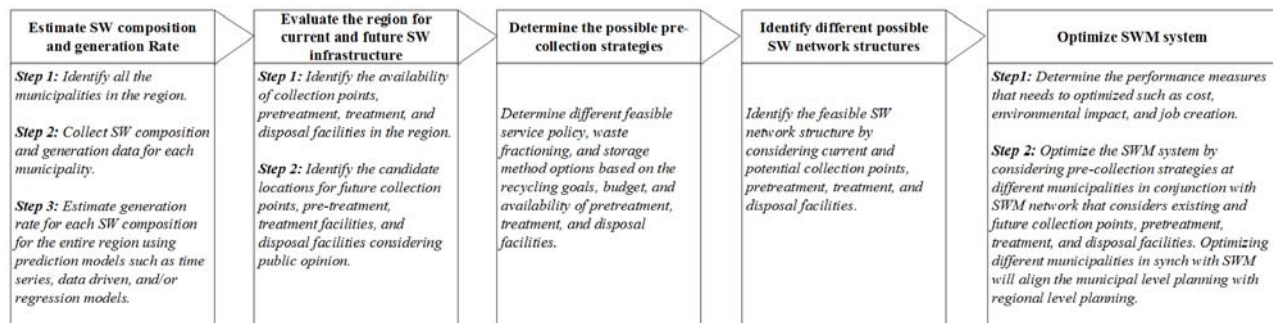 Estimate SW composition
and generation Rate
Step 1: Identify all the
municipalities in the region.
Step 2: Collect SW composition
and generation data for each
municipality.
Step 3: Estimate generation
rate for each SW composition
for the entire region using
prediction models such as time
series, data driven, and/or
regression models.
Evaluate the region for
current and future SW
infrastructure
Step 1: Identify the availability
of collection points,
pretreatment, treatment, and
disposal facilities in the region.
Step 2: Identify the candidate
locations for future collection
points, pre-treatment,
treatment facilities, and
disposal facilities considering
public opinion.
Determine the possible pre-
collection strategies
Determine different feasible
service policy, waste
fractioning, and storage
method options based on the
recycling goals, budget, and
availability of pretreatment,
treatment, and disposal
facilities.
Identify different possible
SW network structures
Identify the feasible SW
network structure by
considering current and
potential collection points,
pretreatment, treatment, and
disposal facilities.
Optimize SWM system
Step1: Determine the performance measures
that needs to optimized such as cost,
environmental impact, and job creation.
Step 2: Optimize the SWM system by
considering pre-collection strategies at
different municipalities in conjunction with
SWM network that considers existing and
future collection points, pretreatment,
treatment, and disposal facilities. Optimizing
different municipalities in synch with SWM
will align the municipal level planning with
regional level planning.